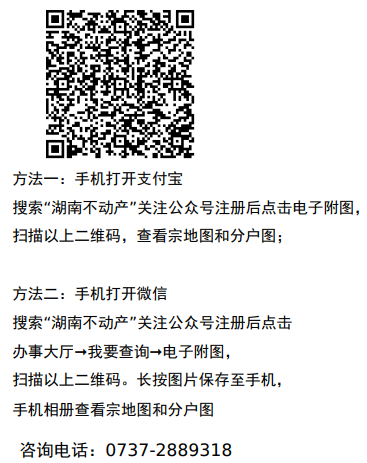 方法一：手机打开支付宝
搜索“湖南不动产”关注公众号注册后点击电子附图，
扫描以上二维码，查看宗地图和分户图；
方法二：手机打开微信
搜索“湖南不动产”关注公众号注册后点击
办事大厅→我要查询→电子附图，
扫描以上二维码。长按图片保存至手机，
手机相册查看宗地图和分户图
咨询电话：0737-2889318